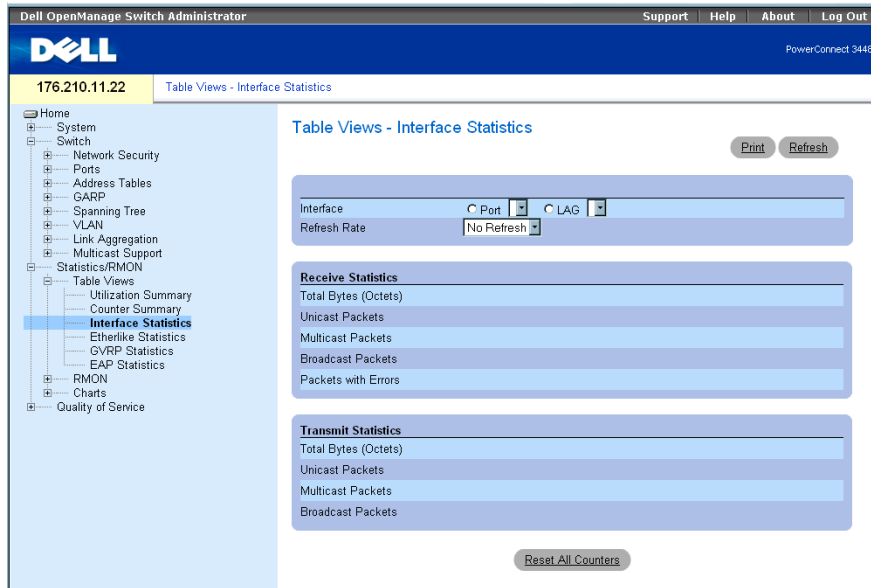 Dell OpenManage Switch Administrator Support Help About Log Out
DELL
PowerConnect 3448
176.210.11.22 Table Views - Interface Statistics
Home
System
Switch
Network Security
Ports
Address Tables
GARP
Spanning Tree
VLAN
Link Aggregation
Multicast Support
Statistics/RMON
Table Views
Utilization Summary
Counter Summary
Interface Statistics
Etherlike Statistics
GVRP Statistics
EAP Statistics
RMON
Charts
Quality of Service
Table Views - Interface Statistics
Print Refresh
Interface Port LAG
Refresh Rate No Refresh
Receive Statistics
Total Bytes (Octets)
Unicast Packets
Multicast Packets
Broadcast Packets
Packets with Errors
Transmit Statistics
Total Bytes (Octets)
Unicast Packets
Multicast Packets
Broadcast Packets
Reset All Counters